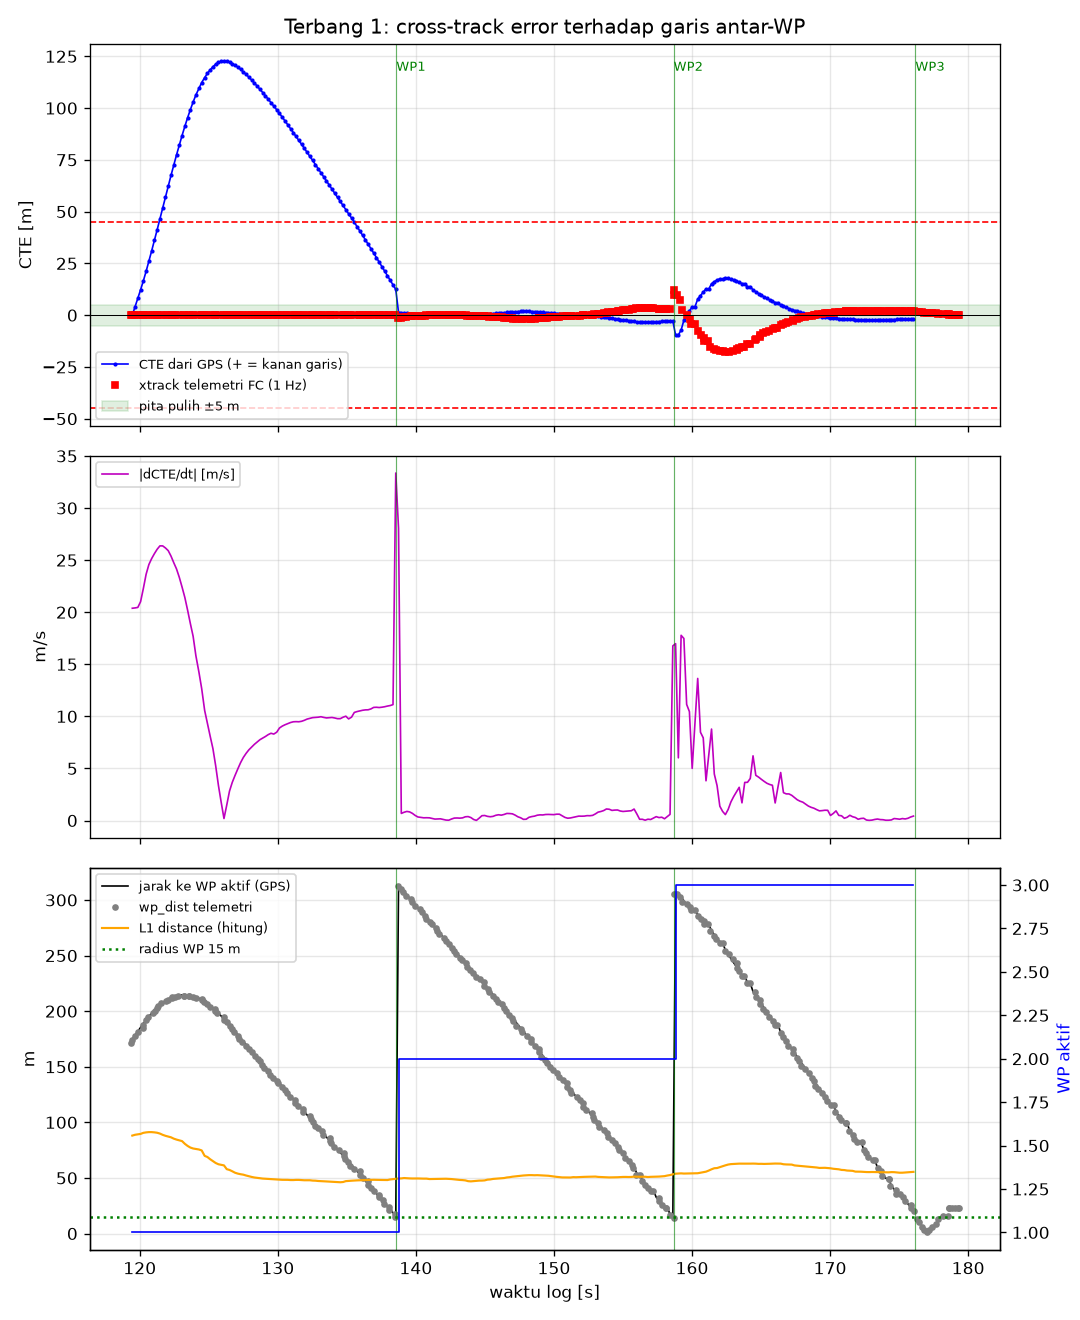 Terbang 1: cross-track error terhadap garis antar-WP
125
100
75
50
25
0
−25
−50
CTE [m]
WP1
WP2
WP3
CTE dari GPS (+ = kanan garis)
xtrack telemetri FC (1 Hz)
pita pulih ±5 m
35
30
25
20
15
10
5
0
m/s
|dCTE/dt| [m/s]
300
250
200
150
100
50
0
m
jarak ke WP aktif (GPS)
wp_dist telemetri
L1 distance (hitung)
radius WP 15 m
3.00
2.75
2.50
2.25
2.00
1.75
1.50
1.25
1.00
WP aktif
120
130
140
150
160
170
180
waktu log [s]